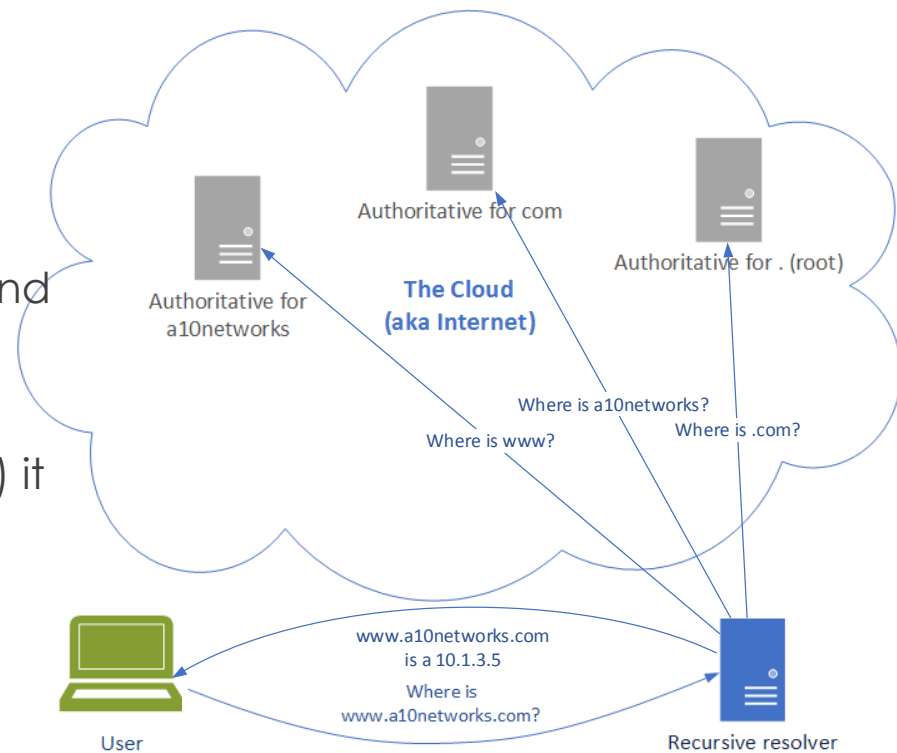 Authoritative for com
Authoritative for . (root)
nd
Authoritative for
a10networks
The Cloud
(aka Internet)
Where is a10networks?
Where is .com?
Where is www?
) it
www.a10networks.com
is a 10.1.3.5
Where is
www.a10networks.com?
User
Recursive resolver